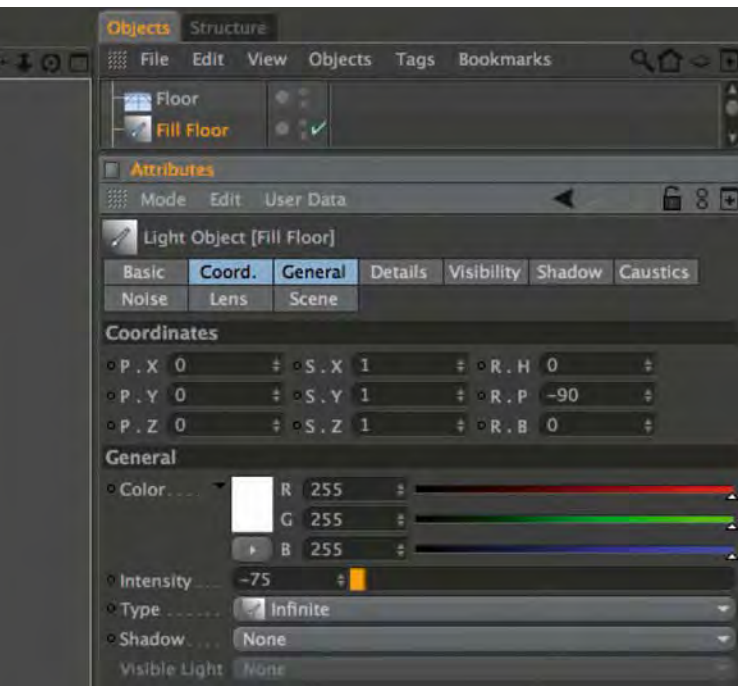 Objects Structure
File Edit View Objects Tags Bookmarks
Floor
Fill Floor
Attributes
Mode Edit User Data
Light Object [Fill Floor]
Basic Coord. General Details Visibility Shadow Caustics
Noise Lens Scene
Coordinates
P . X 0 S . X 1 R . H 0
P . Y 0 S . Y 1 R . P -90
P . Z 0 S . Z 1 R . B 0
General
Color. . . . R 255
G 255
B 255
Intensity . . . -75
Type . . . . . . Infinite
Shadow. . . . None
Visible Light None